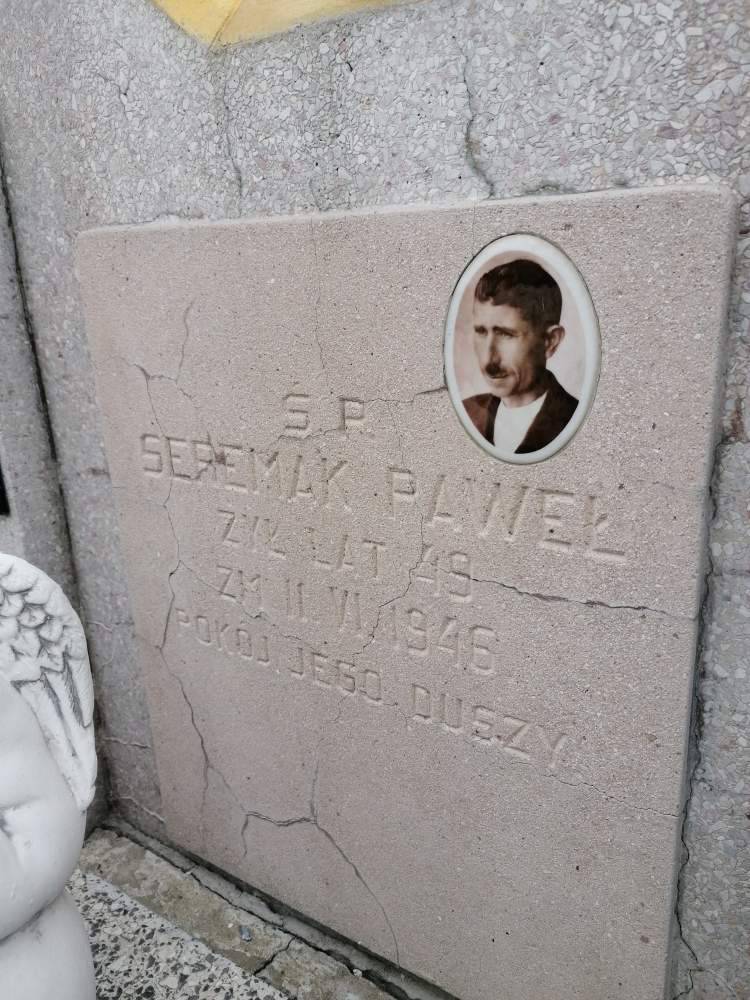 Ś. P.
SEREMAK PAWEŁ
ŻYŁ LAT 49
ZM. 11. VI. 1946
POKÓJ JEGO DUSZY